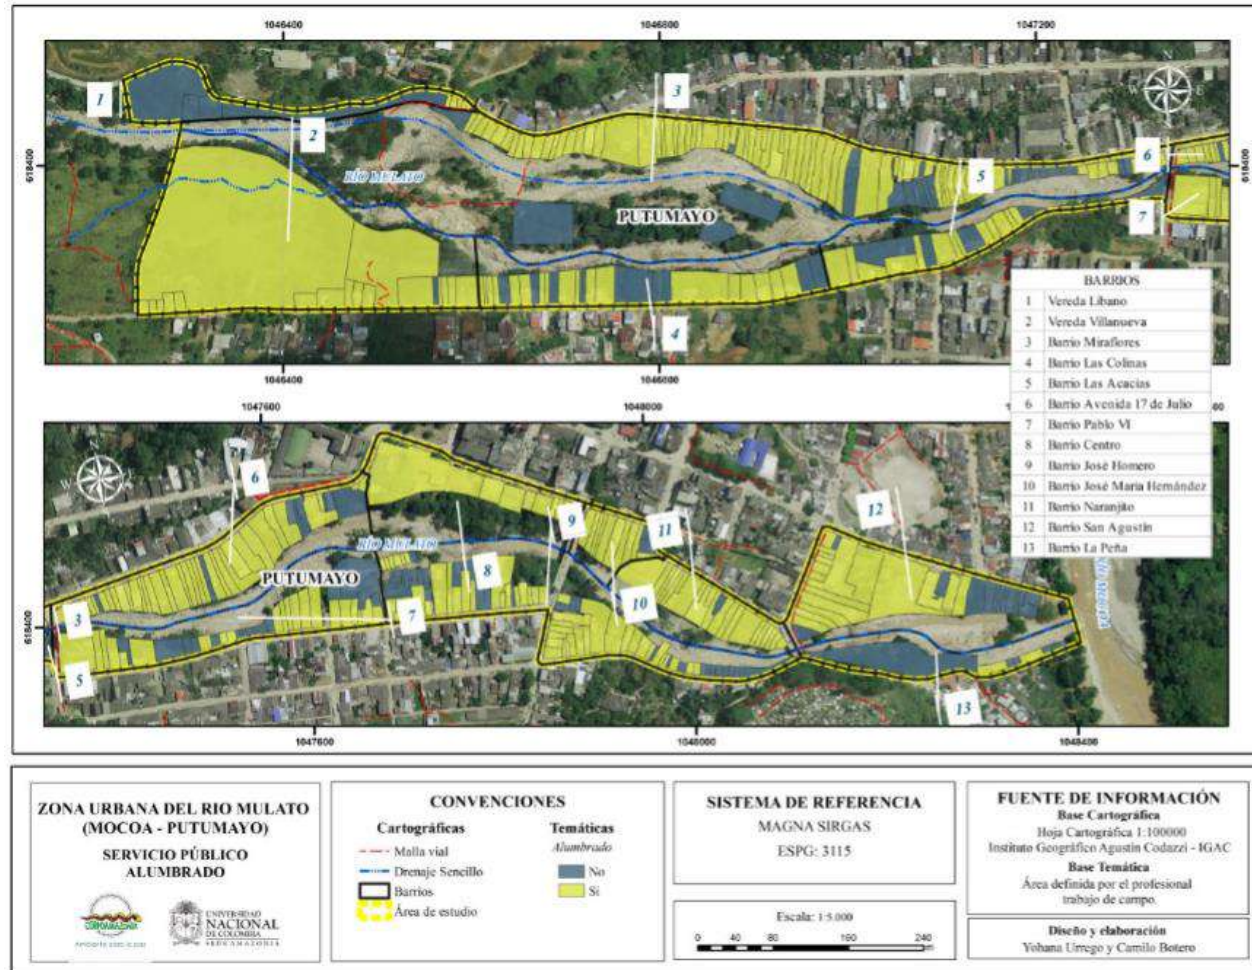 1046400 1046800 1047200
618400 618400
1
2
3
5
6
7
4
RÍO MULATO
PUTUMAYO
1046400 1046800
BARRIOS
1 Vereda Líbano
2 Vereda Villanueva
3 Barrio Miraflores
4 Barrio Las Colinas
5 Barrio Las Acacias
6 Barrio Avenida 17 de Julio
7 Barrio Pablo VI
8 Barrio Centro
9 Barrio José Homero
10 Barrio José María Hernández
11 Barrio Naranjito
12 Barrio San Agustín
13 Barrio La Peña
1047600 1048000
618400
6
9
11
12
RÍO MULATO
PUTUMAYO
8
10
3
7
5
13
1047600 1048000 1048400
ZONA URBANA DEL RIO MULATO
(MOCOA - PUTUMAYO)
SERVICIO PÚBLICO
ALUMBRADO
CORPOAMAZONIA
UNIVERSIDAD
NACIONAL
DE COLOMBIA
SEDE AMAZONIA
CONVENCIONES
Cartográficas
Malla vial
Drenaje Sencillo
Barrios
Área de estudio
Temáticas
Alumbrado
No
Si
SISTEMA DE REFERENCIA
MAGNA SIRGAS
ESPG: 3115
Escala: 1:5.000
0 40 80 160 240
FUENTE DE INFORMACIÓN
Base Cartográfica
Hoja Cartográfica 1:100000
Instituto Geográfico Agustín Codazzi - IGAC
Base Temática
Área definida por el profesional
trabajo de campo.
Diseño y elaboración
Yohana Urrego y Camilo Botero